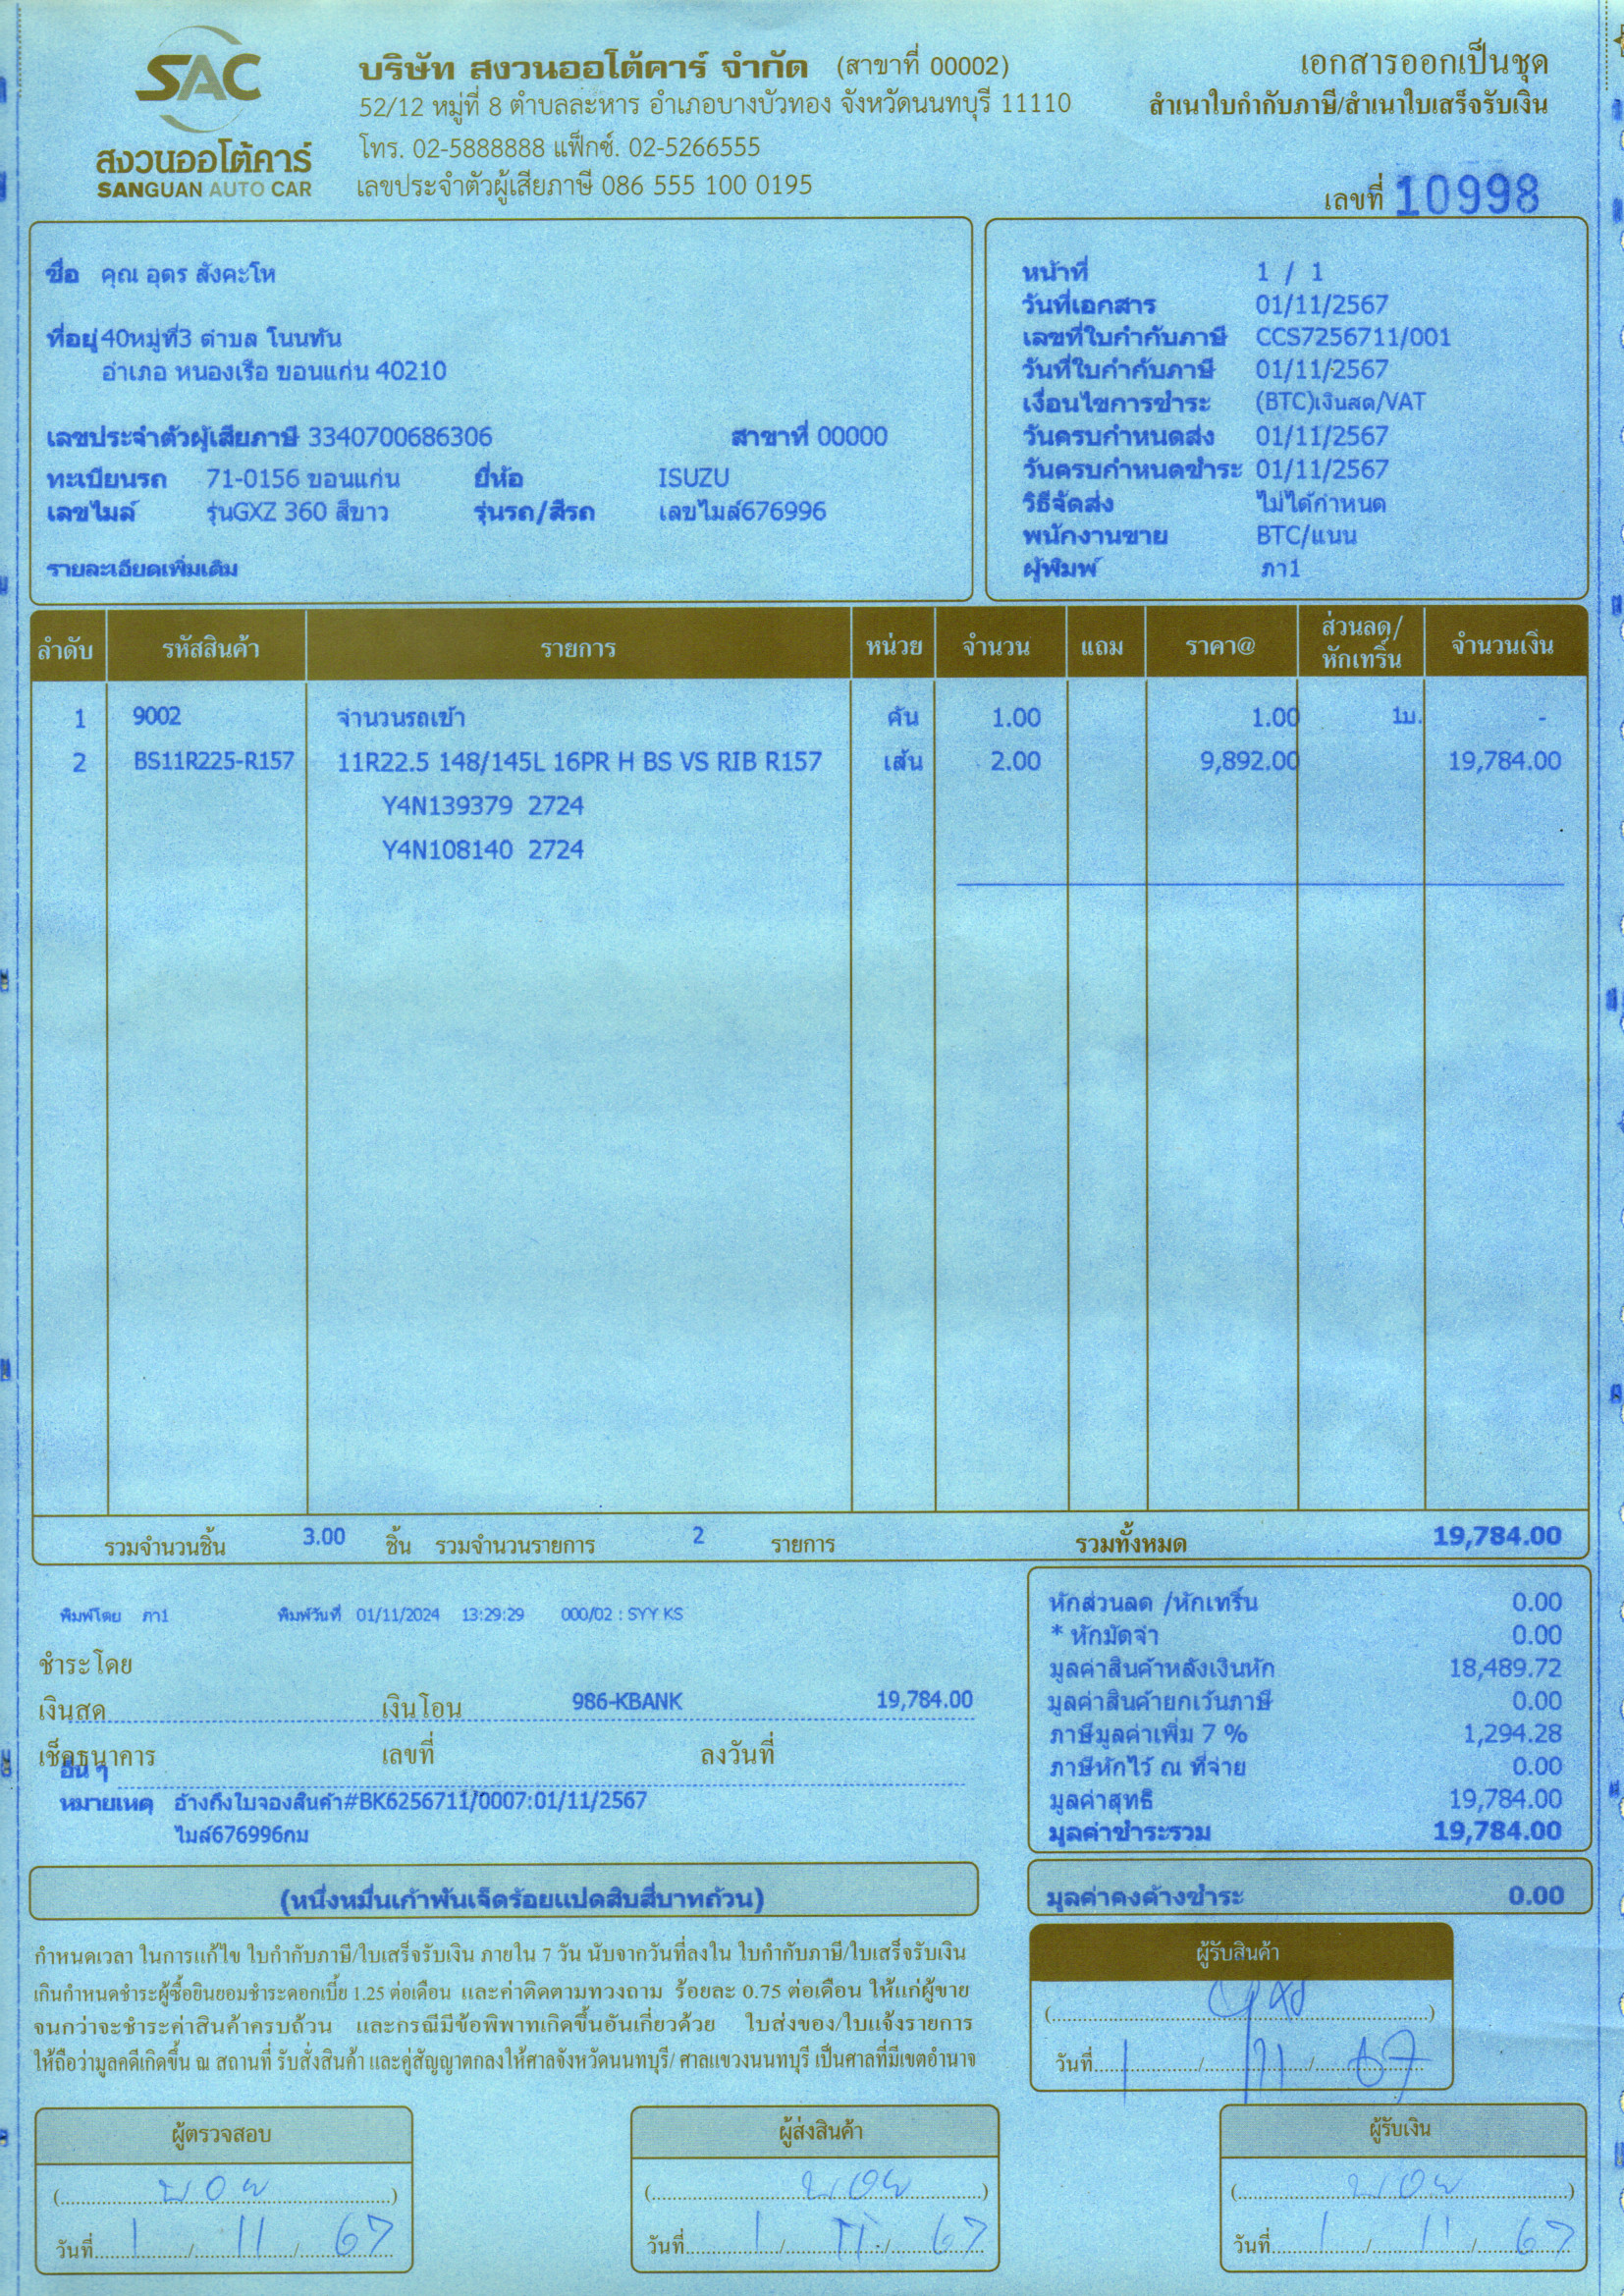 SAC
สงวนออโต้คาร์
SANGUAN AUTO CAR
บริษัท สงวนออโต้คาร์ จำกัด (สาขาที่ 00002)
52/12 หมู่ที่ 8 ตำบลละหาร อำเภอบางบัวทอง จังหวัดนนทบุรี 11110
โทร. 02-5888888 แฟ็กซ์. 02-5266555
เลขประจำตัวผู้เสียภาษี 086 555 100 0195
เอกสารออกเป็นชุด
สำเนาใบกำกับภาษี/สำเนาใบเสร็จรับเงิน
เลขที่ 10998
ชื่อ คุณ อุดร สังคะโห
ที่อยู่ 40หมู่ที่3 ตำบล โนนทัน
อำเภอ หนองเรือ ขอนแก่น 40210
เลขประจำตัวผู้เสียภาษี 3340700686306 สาขาที่ 00000
ทะเบียนรถ 71-0156 ขอนแก่น ยี่ห้อ ISUZU
เลขไมล์ รุ่นGXZ 360 สีขาว รุ่นรถ/สีรถ เลขไมล์676996
รายละเอียดเพิ่มเติม
หน้าที่ 1 / 1
วันที่เอกสาร 01/11/2567
เลขที่ใบกำกับภาษี CCS7256711/001
วันที่ใบกำกับภาษี 01/11/2567
เงื่อนไขการชำระ (BTC)เงินสด/VAT
วันครบกำหนดส่ง 01/11/2567
วันครบกำหนดชำระ 01/11/2567
วิธีจัดส่ง ไม่ได้กำหนด
พนักงานขาย BTC/แนน
ผู้พิมพ์ ภา1
ลำดับ รหัสสินค้า รายการ หน่วย จำนวน แถม ราคา@ ส่วนลด/หักเทริ์น จำนวนเงิน
1 9002 จำนวนรถเข้า คัน 1.00 1.00 1บ. -
2 BS11R225-R157 11R22.5 148/145L 16PR H BS VS RIB R157 เส้น 2.00 9,892.00 19,784.00
Y4N139379 2724
Y4N108140 2724
รวมจำนวนชิ้น 3.00 ชิ้น รวมจำนวนรายการ 2 รายการ รวมทั้งหมด 19,784.00
พิมพ์โดย ภา1 พิมพ์วันที่ 01/11/2024 13:29:29 000/02 : SYY KS
ชำระโดย
เงินสด เงินโอน 986-KBANK 19,784.00
เช็คธนาคาร เลขที่ ลงวันที่
อื่น ๆ
หมายเหตุ อ้างถึงใบจองสินค้า#BK6256711/0007:01/11/2567
ไมล์676996กม
หักส่วนลด /หักเทริ์น 0.00
* หักมัดจำ 0.00
มูลค่าสินค้าหลังเงินหัก 18,489.72
มูลค่าสินค้ายกเว้นภาษี 0.00
ภาษีมูลค่าเพิ่ม 7 % 1,294.28
ภาษีหักไว้ ณ ที่จ่าย 0.00
มูลค่าสุทธิ 19,784.00
มูลค่าชำระรวม 19,784.00
(หนึ่งหมื่นเก้าพันเจ็ดร้อยแปดสิบสี่บาทถ้วน)
มูลค่าคงค้างชำระ 0.00
กำหนดเวลา ในการแก้ไข ใบกำกับภาษี/ใบเสร็จรับเงิน ภายใน 7 วัน นับจากวันที่ลงใน ใบกำกับภาษี/ใบเสร็จรับเงิน
เกินกำหนดชำระผู้ซื้อยินยอมชำระดอกเบี้ย 1.25 ต่อเดือน และค่าติดตามทวงถาม ร้อยละ 0.75 ต่อเดือน ให้แก่ผู้ขาย
จนกว่าจะชำระค่าสินค้าครบถ้วน และกรณีมีข้อพิพาทเกิดขึ้นอันเกี่ยวด้วย ใบส่งของ/ใบแจ้งรายการ
ให้ถือว่ามูลคดีเกิดขึ้น ณ สถานที่ รับสั่งสินค้า และคู่สัญญาตกลงให้ศาลจังหวัดนนทบุรี/ ศาลแขวงนนทบุรี เป็นศาลที่มีเขตอำนาจ
ผู้รับสินค้า
วันที่ 1 / 11 / 67
ผู้ตรวจสอบ ผู้ส่งสินค้า ผู้รับเงิน
วันที่ 1 / 11 / 67 วันที่ 1 / 11 / 67 วันที่ 1 / 11 / 67